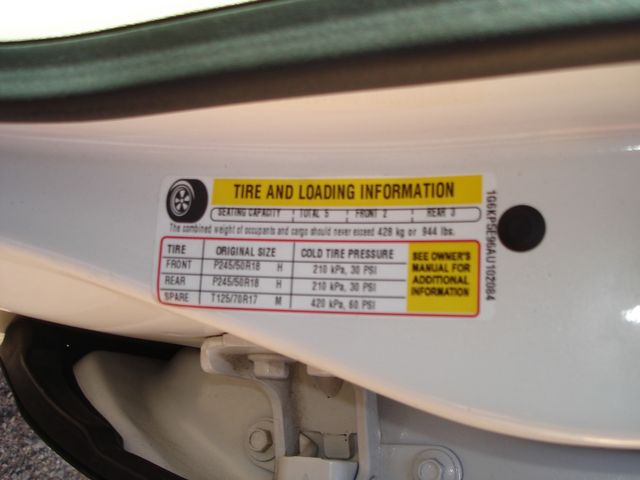 TIRE AND LOADING INFORMATION
SEATING CAPACITY TOTAL 5 FRONT 2 REAR 3
The combined weight of occupants and cargo should never exceed 428 kg or 944 lbs.
TIRE ORIGINAL SIZE COLD TIRE PRESSURE
FRONT P245/50R18 H 210 kPa, 30 PSI
REAR P245/50R18 H 210 kPa, 30 PSI
SPARE T125/70R17 M 420 kPa, 60 PSI
SEE OWNER'S
MANUAL FOR
ADDITIONAL
INFORMATION